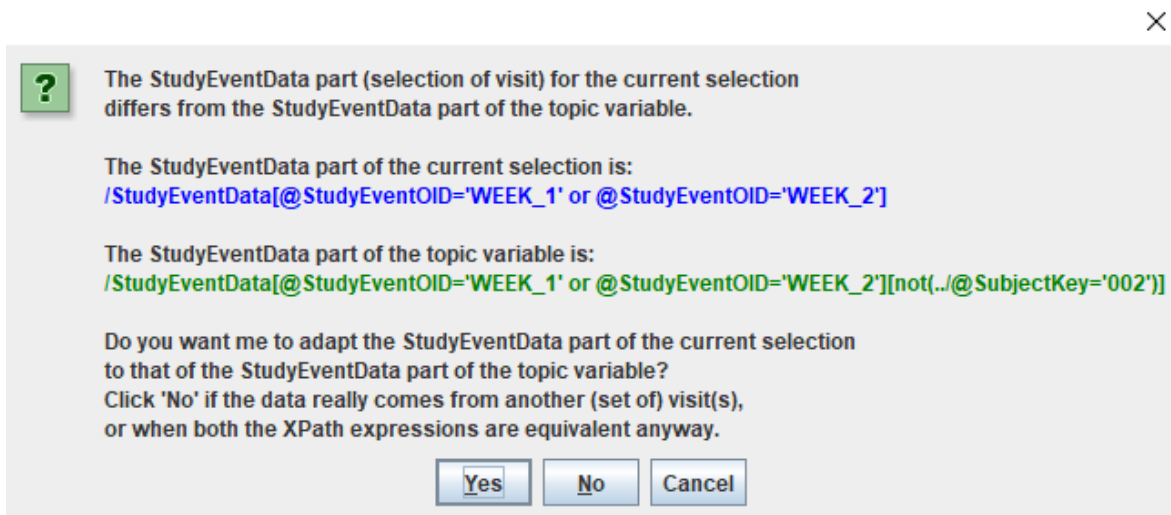 The StudyEventData part (selection of visit) for the current selection
differs from the StudyEventData part of the topic variable.
The StudyEventData part of the current selection is:
/StudyEventData[@StudyEventOID='WEEK_1' or @StudyEventOID='WEEK_2']
The StudyEventData part of the topic variable is:
/StudyEventData[@StudyEventOID='WEEK_1' or @StudyEventOID='WEEK_2'][not(../@SubjectKey='002')]
Do you want me to adapt the StudyEventData part of the current selection
to that of the StudyEventData part of the topic variable?
Click 'No' if the data really comes from another (set of) visit(s),
or when both the XPath expressions are equivalent anyway.
Yes No Cancel